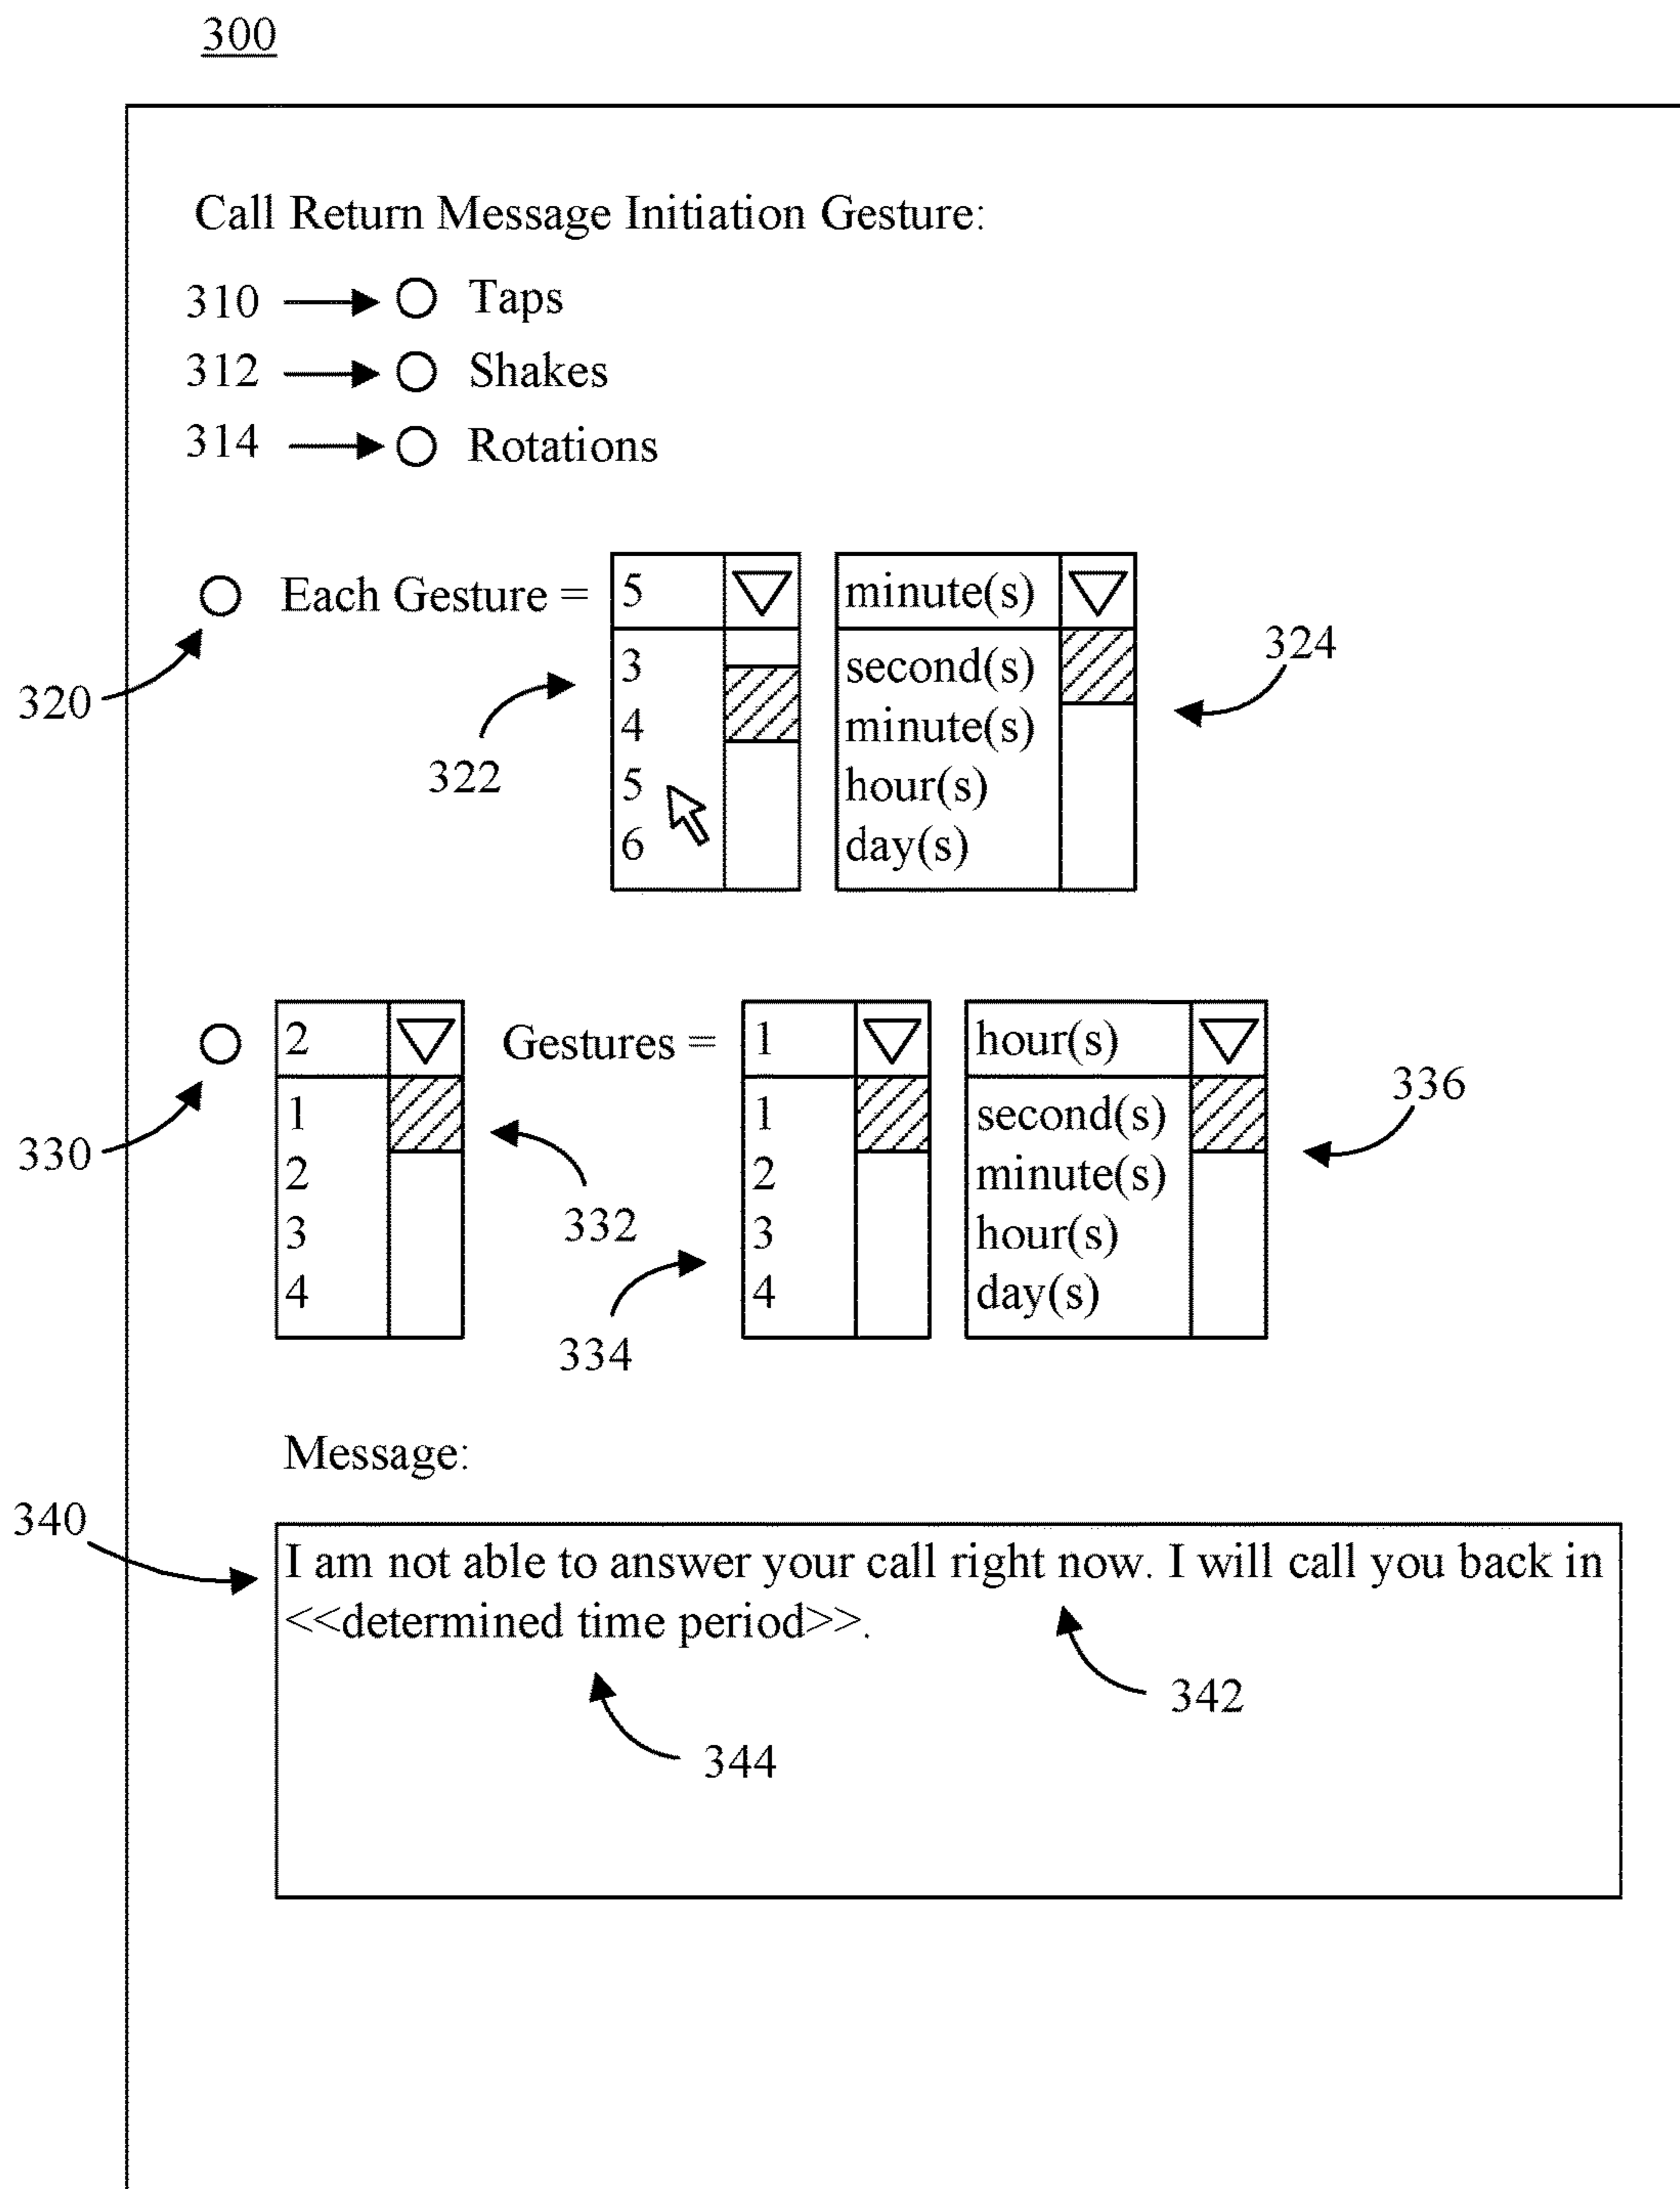 300
Call Return Message Initiation Gesture:
310 Taps
312 Shakes
314 Rotations
Each Gesture = 5 minute(s)
3 second(s)
4 minute(s)
5 hour(s)
6 day(s)
320
322
324
2 Gestures = 1 hour(s)
1 1 second(s)
2 2 minute(s)
3 3 hour(s)
4 4 day(s)
330
332
334
336
Message:
340
I am not able to answer your call right now. I will call you back in
<<determined time period>>.
342
344